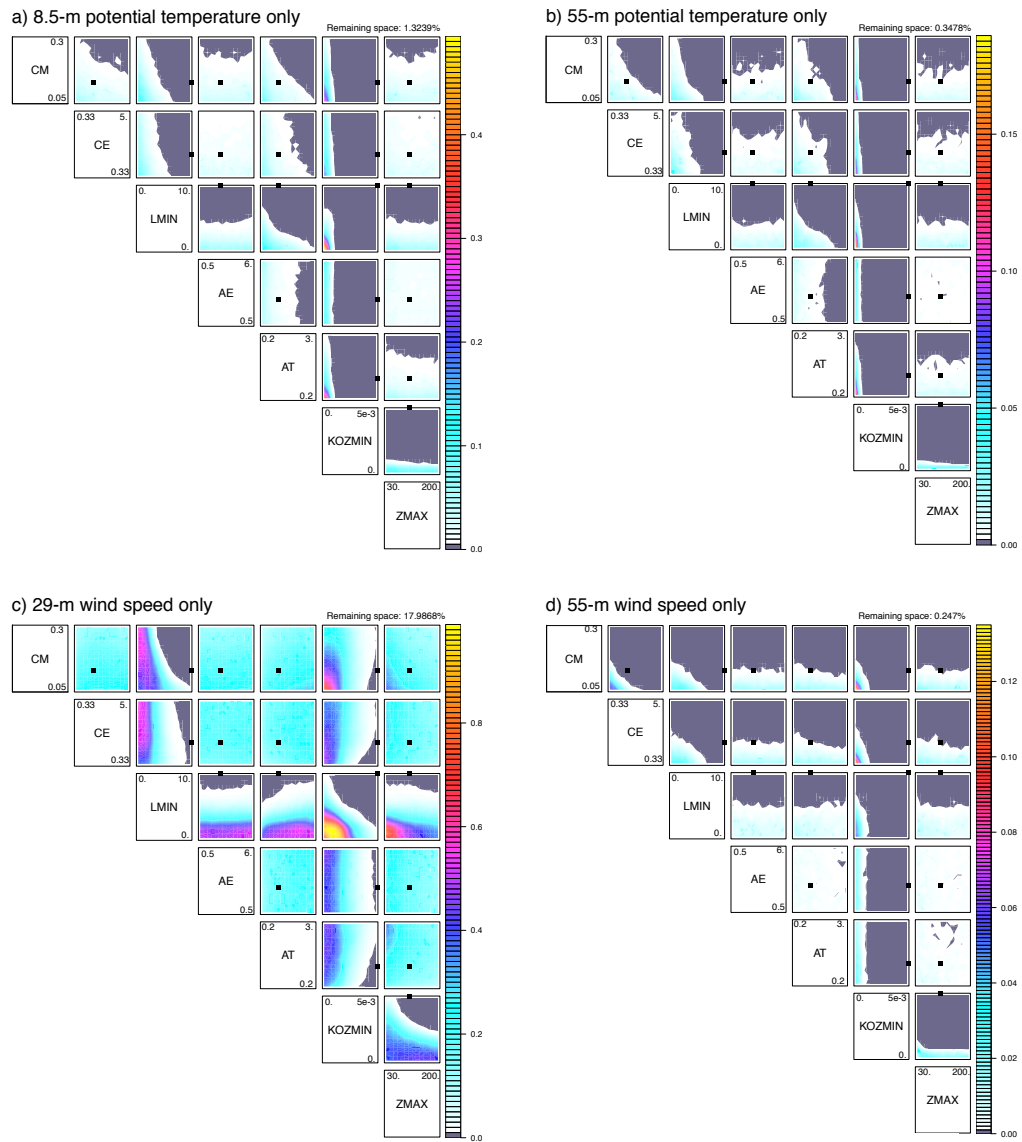 a) 8.5-m potential temperature only
Remaining space: 1.3239%
0.3
CM
0.05
0.33 5.
CE
0.33
0. 10.
LMIN
0.
0.5 6.
AE
0.5
0.2 3.
AT
0.2
0. 5e-3
KOZMIN
0.
30. 200.
ZMAX
0.4
0.3
0.2
0.1
0.0
b) 55-m potential temperature only
Remaining space: 0.3478%
0.3
CM
0.05
0.33 5.
CE
0.33
0. 10.
LMIN
0.
0.5 6.
AE
0.5
0.2 3.
AT
0.2
0. 5e-3
KOZMIN
0.
30. 200.
ZMAX
0.15
0.10
0.05
0.00
c) 29-m wind speed only
Remaining space: 17.9868%
0.3
CM
0.05
0.33 5.
CE
0.33
0. 10.
LMIN
0.
0.5 6.
AE
0.5
0.2 3.
AT
0.2
0. 5e-3
KOZMIN
0.
30. 200.
ZMAX
0.8
0.6
0.4
0.2
0.0
d) 55-m wind speed only
Remaining space: 0.247%
0.3
CM
0.05
0.33 5.
CE
0.33
0. 10.
LMIN
0.
0.5 6.
AE
0.5
0.2 3.
AT
0.2
0. 5e-3
KOZMIN
0.
30. 200.
ZMAX
0.12
0.10
0.08
0.06
0.04
0.02
0.00